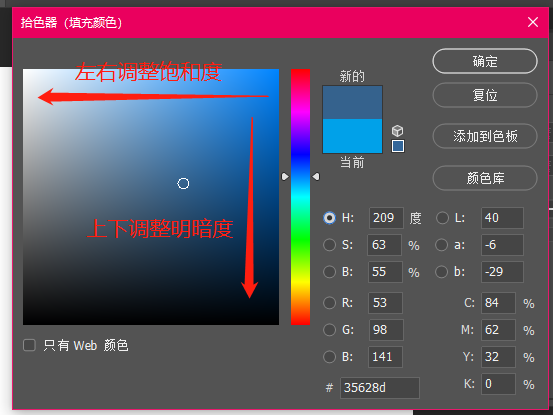 拾色器（填充颜色）
左右调整饱和度
上下调整明暗度
只有 Web 颜色
新的
当前
确定
复位
添加到色板
颜色库
H: 209 度
S: 63 %
B: 55 %
R: 53
G: 98
B: 141
# 35628d
L: 40
a: -6
b: -29
C: 84 %
M: 62 %
Y: 32 %
K: 0 %